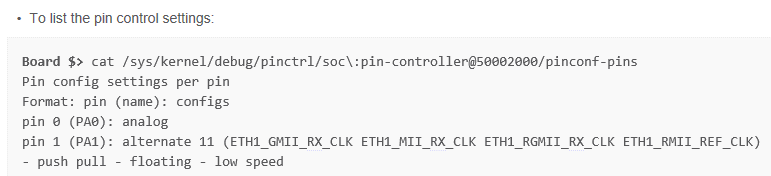 • To list the pin control settings:
Board $> cat /sys/kernel/debug/pinctrl/soc\:pin-controller@50002000/pinconf-pins
Pin config settings per pin
Format: pin (name): configs
pin 0 (PA0): analog
pin 1 (PA1): alternate 11 (ETH1_GMII_RX_CLK ETH1_MII_RX_CLK ETH1_RGMII_RX_CLK ETH1_RMII_REF_CLK)
- push pull - floating - low speed